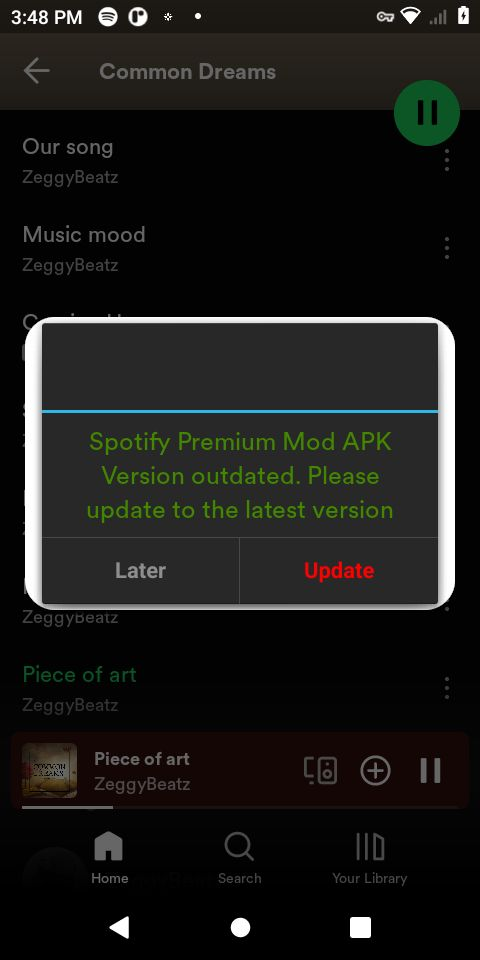 3:48 PM
Common Dreams
Our song
ZeggyBeatz
Music mood
ZeggyBeatz
Spotify Premium Mod APK
Version outdated. Please
update to the latest version
Later
Update
ZeggyBeatz
Piece of art
ZeggyBeatz
COMMON
DREAMS
Piece of art
ZeggyBeatz
Home
Search
Your Library